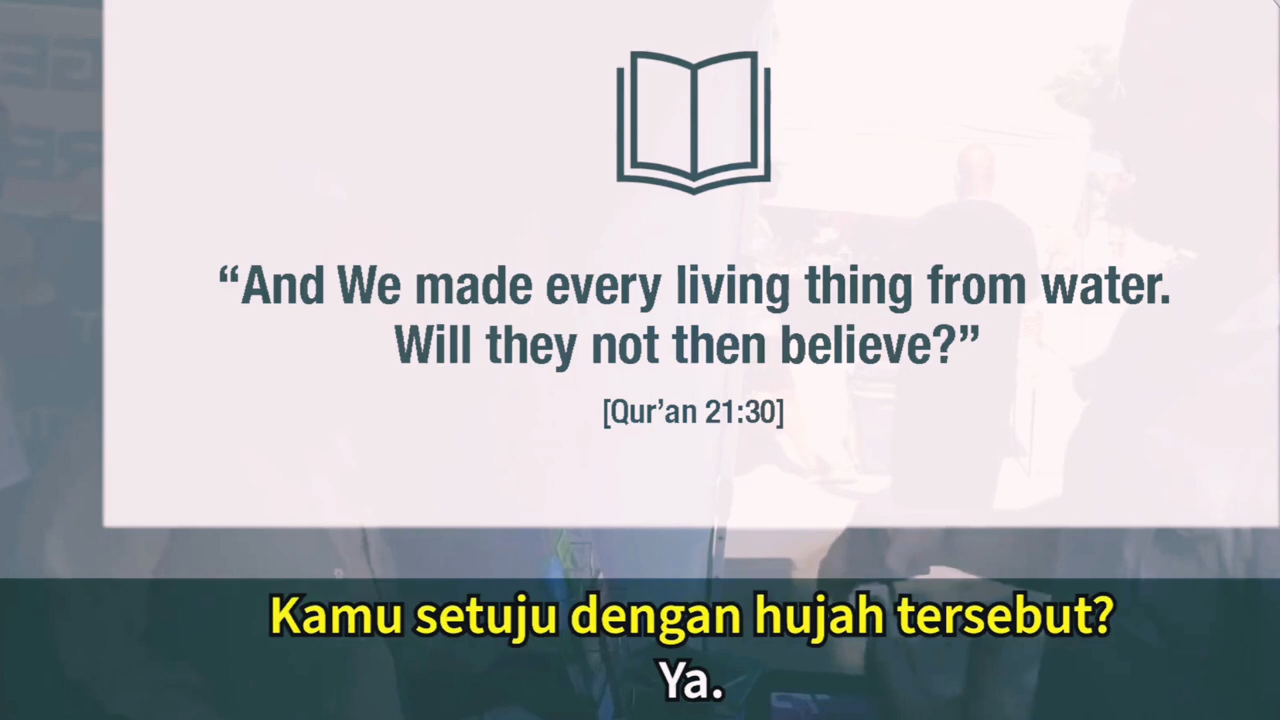 “And We made every living thing from water.
Will they not then believe?”
[Qur’an 21:30]
Kamu setuju dengan hujah tersebut?
Ya.